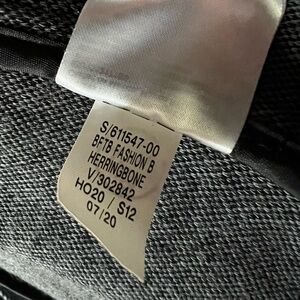 S/611547-00
BFTB FASHION B
HERRINGBONE
V/302842
HO20 / S12
07/20